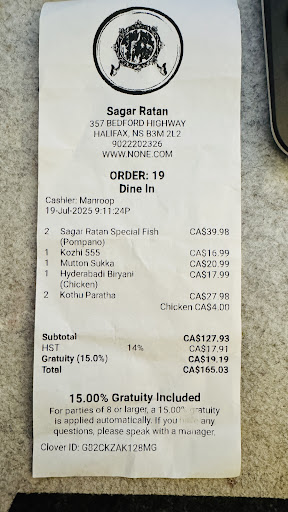 Sagar Ratan
357 BEDFORD HIGHWAY
HALIFAX, NS B3M 2L2
9022202326
WWW.NONE.COM
ORDER: 19
Dine In
Cashier: Manroop
19-Jul-2025 9:11:24P
2 Sagar Ratan Special Fish CA$39.98
(Pompano)
1 Kozhi 555 CA$16.99
1 Mutton Sukka CA$20.99
1 Hyderabadi Biryani CA$17.99
(Chicken)
2 Kothu Paratha CA$27.98
Chicken CA$4.00
Subtotal CA$127.93
HST 14% CA$17.91
Gratuity (15.0%) CA$19.19
Total CA$165.03
15.00% Gratuity Included
For parties of 8 or larger, a 15.00% gratuity
is applied automatically. If you have any
questions, please speak with a manager.
Clover ID: G82CKZAK128MG